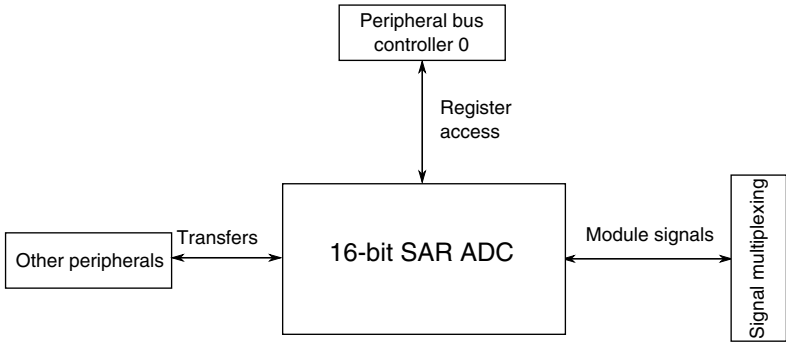 Peripheral bus
controller 0
Register
access
Signal multiplexing
Module signals
Transfers
16-bit SAR ADC
Other peripherals